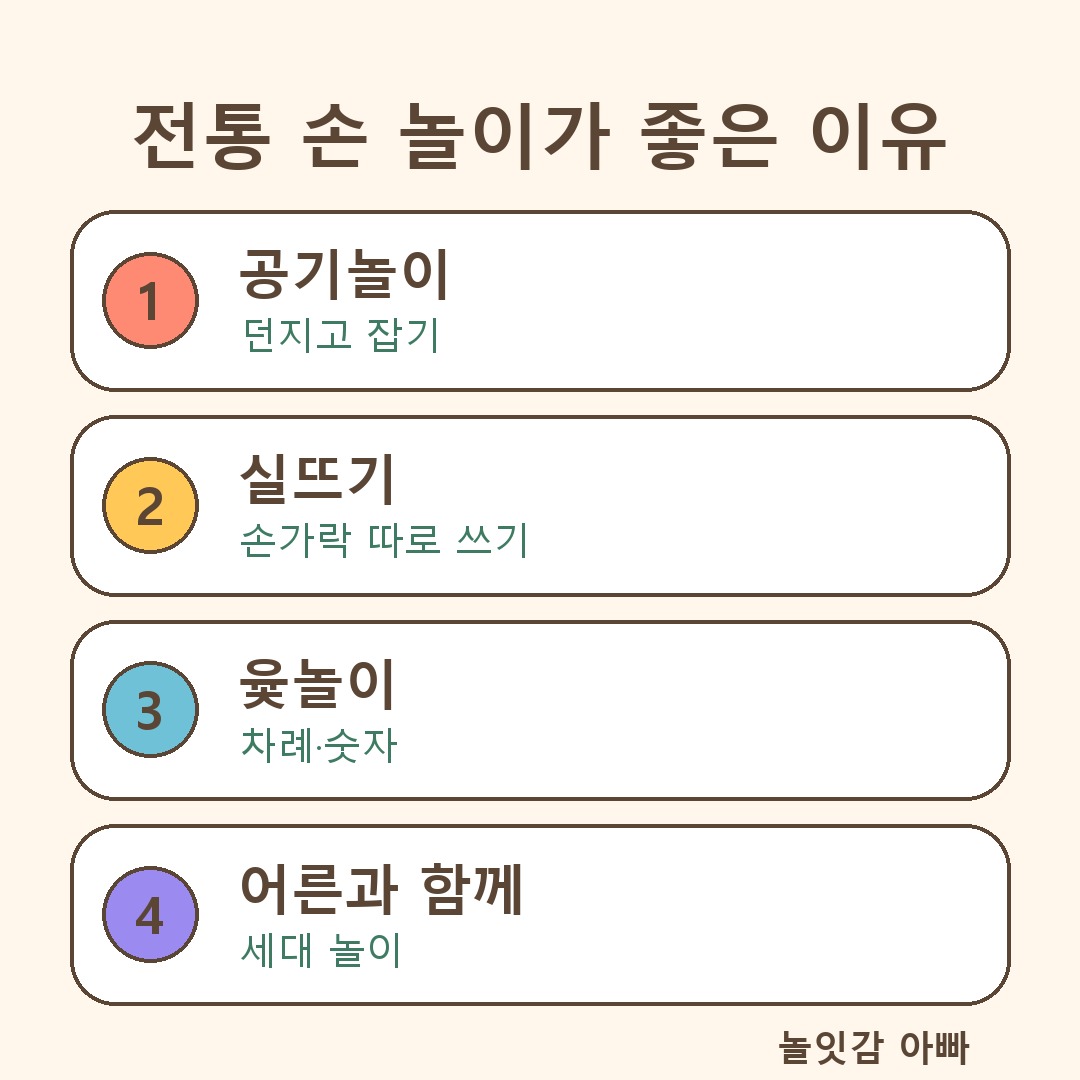 전통 손 놀이가 좋은 이유
1
공기놀이
던지고 잡기
2
실뜨기
손가락 따로 쓰기
3
윷놀이
차례·숫자
4
어른과 함께
세대 놀이
놀잇감 아빠